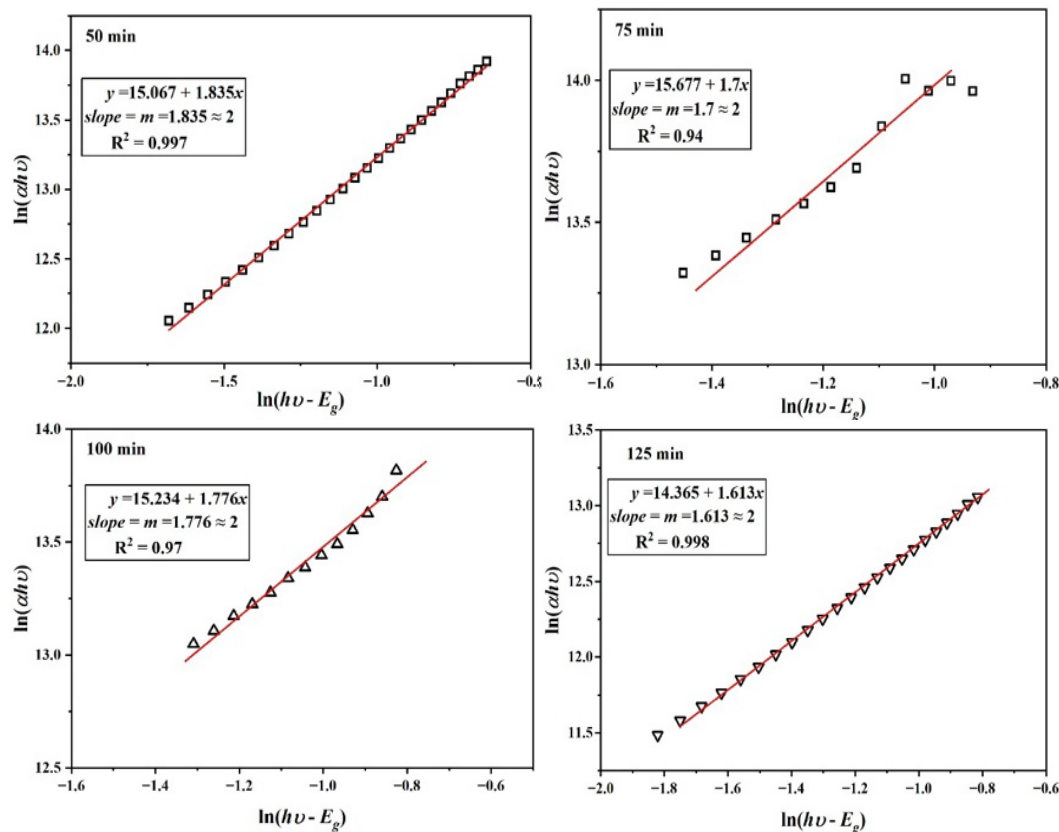 50 min
y=15.067 + 1.835x
slope = m =1.835 ≈ 2
R² = 0.997
14.0
13.5
13.0
12.5
12.0
ln(αhυ)
−2.0 −1.5 −1.0 −0.5
ln(hυ - E_g)
75 min
y=15.677 + 1.7x
slope = m =1.7 ≈ 2
R² = 0.94
14.0
13.5
13.0
ln(αhυ)
−1.6 −1.4 −1.2 −1.0 −0.8
ln(hυ - E_g)
100 min
y=15.234 + 1.776x
slope = m =1.776 ≈ 2
R² = 0.97
14.0
13.5
13.0
12.5
ln(αhυ)
−1.4 −1.2 −1.0 −0.8 −0.6
ln(hυ - E_g)
125 min
y=14.365 + 1.613x
slope = m =1.613 ≈ 2
R² = 0.998
13.5
13.0
12.5
12.0
11.5
ln(αhυ)
−2.0 −1.8 −1.6 −1.4 −1.2 −1.0 −0.8 −0.6
ln(hυ - E_g)